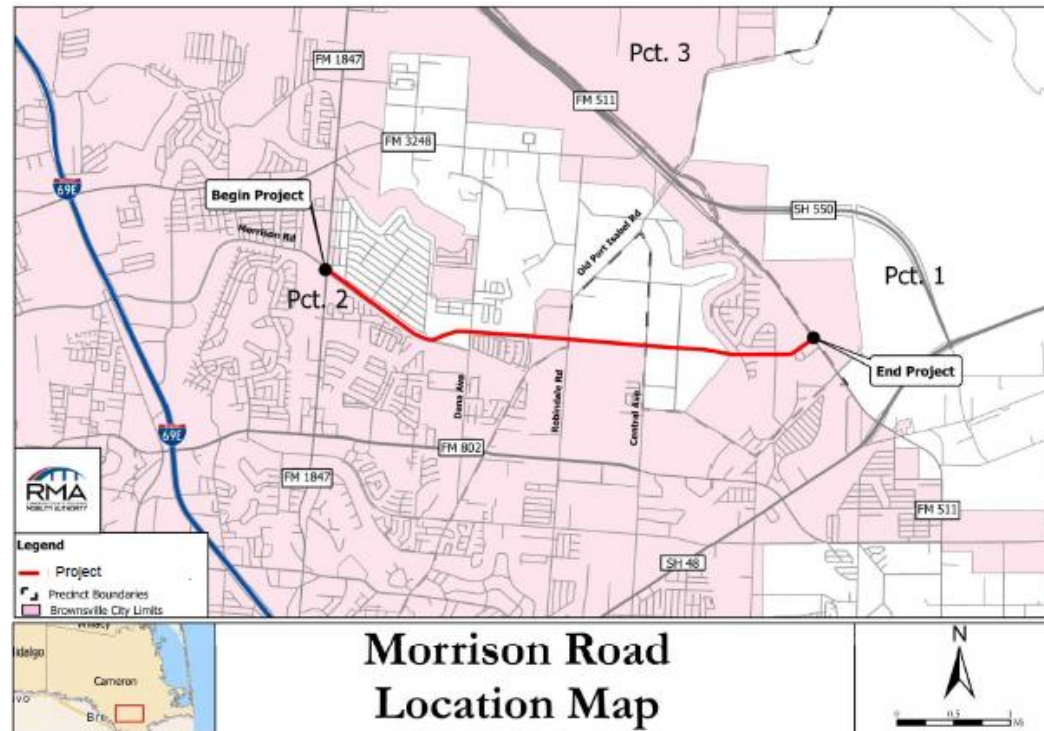 Pct. 3
FM 1847
FM 511
FM 3248
69E
Begin Project
SH 550
Morrison Rd
Old Port Isabel Rd
Pct. 1
Pct. 2
End Project
Dana Ave
Robindale Rd
Central Ave
69E
FM 802
RMA
MOBILITY AUTHORITY
FM 1847
FM 511
SH 48
Legend
Project
Precinct Boundaries
Brownsville City Limits
Cameron
Morrison Road
Location Map
N
0 0.5 1